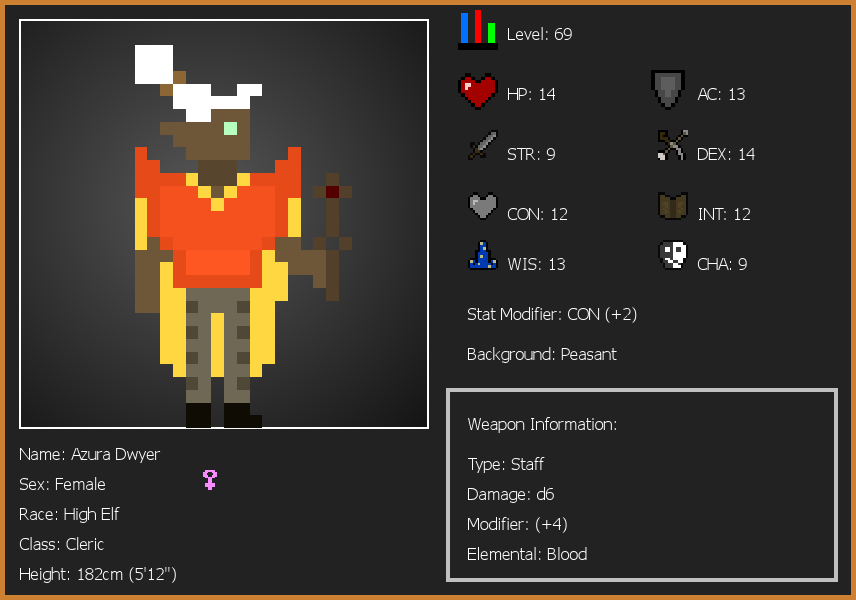 Level: 69
HP: 14
AC: 13
STR: 9
DEX: 14
CON: 12
INT: 12
WIS: 13
CHA: 9
Stat Modifier: CON (+2)
Background: Peasant
Weapon Information:
Type: Staff
Damage: d6
Modifier: (+4)
Elemental: Blood
Name: Azura Dwyer
Sex: Female
Race: High Elf
Class: Cleric
Height: 182cm (5'12")